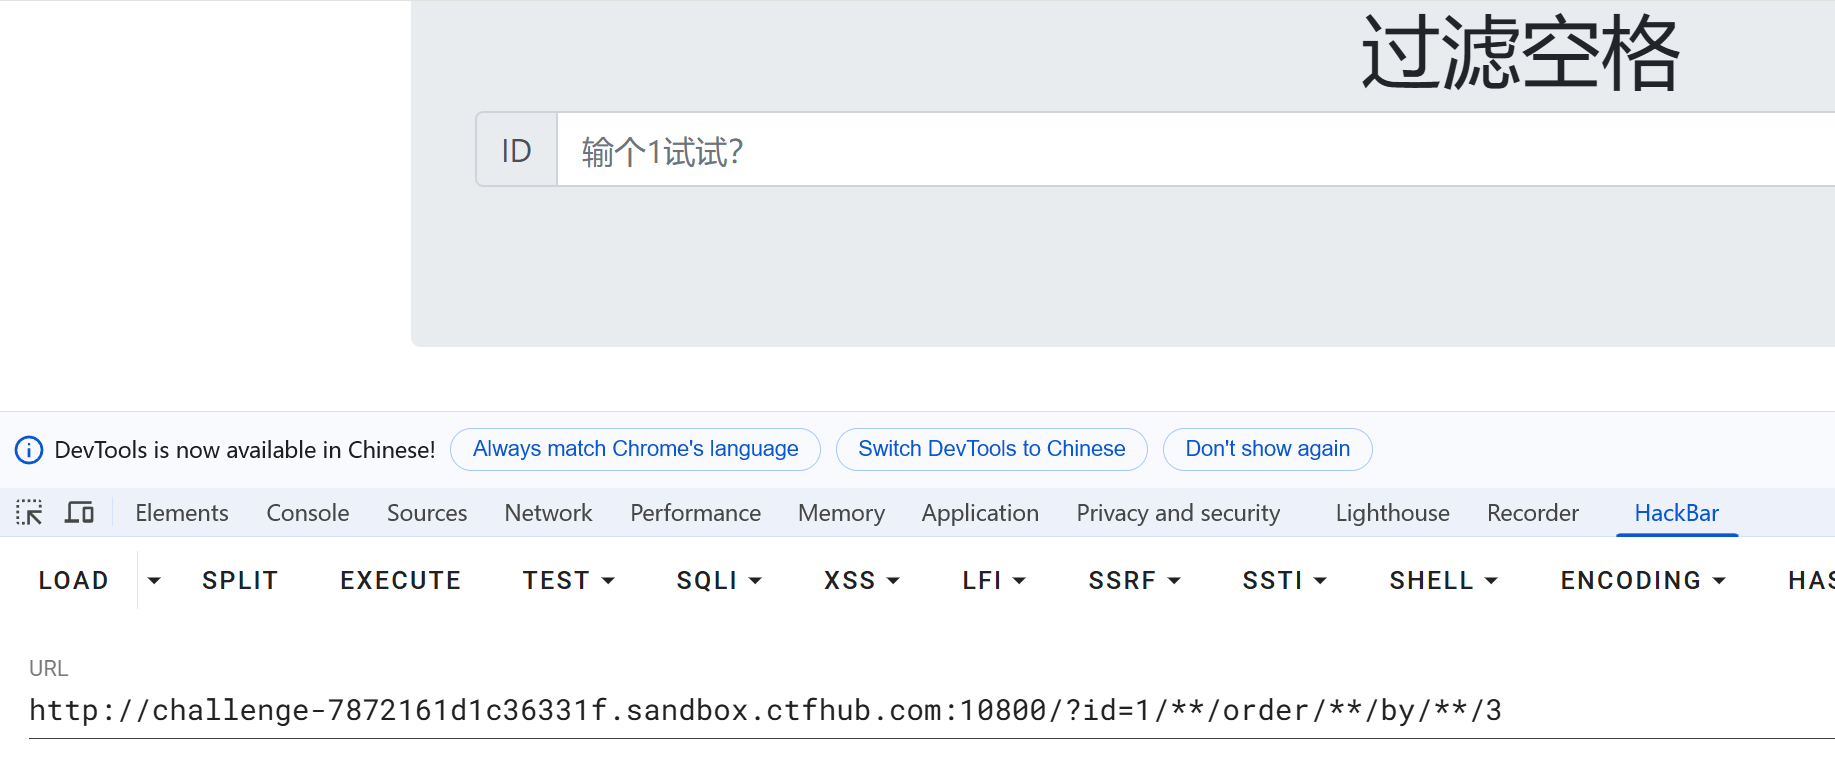 过滤空格
ID 输个1试试?
DevTools is now available in Chinese! Always match Chrome's language Switch DevTools to Chinese Don't show again
Elements Console Sources Network Performance Memory Application Privacy and security Lighthouse Recorder HackBar
LOAD SPLIT EXECUTE TEST SQLI XSS LFI SSRF SSTI SHELL ENCODING HAS
URL
http://challenge-7872161d1c36331f.sandbox.ctfhub.com:10800/?id=1/**/order/**/by/**/3